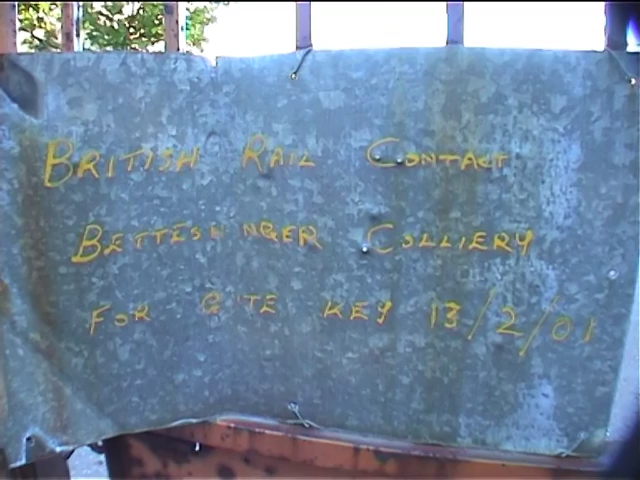 BRITISH RAIL CONTACT
BETTESHANGER COLLIERY
FOR GATE KEY 13/2/01